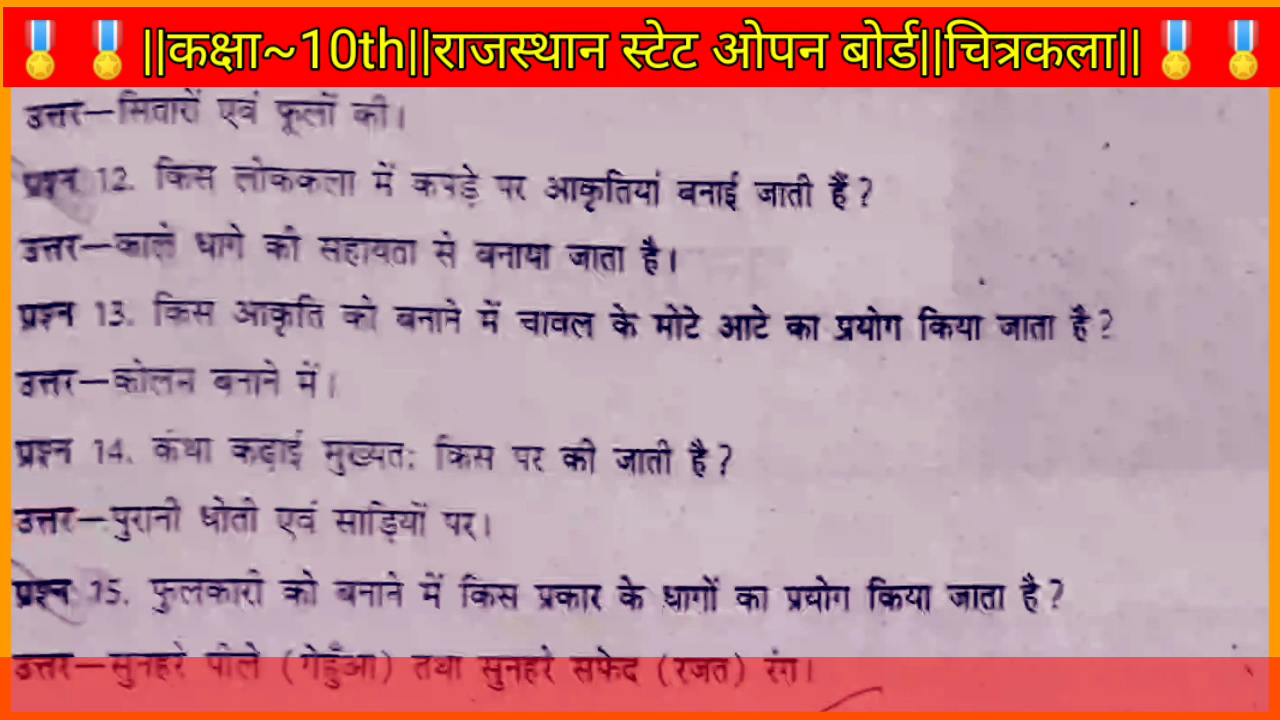 ||कक्षा~10th||राजस्थान स्टेट ओपन बोर्ड||चित्रकला||
उत्तर—सितारों एवं फूलों की।
प्रश्न 12. किस लोककला में कपड़े पर आकृतियां बनाई जाती हैं?
उत्तर—काले धागे की सहायता से बनाया जाता है।
प्रश्न 13. किस आकृति को बनाने में चावल के मोटे आटे का प्रयोग किया जाता है?
उत्तर—कोलन बनाने में।
प्रश्न 14. कंथा कढ़ाई मुख्यत: किस पर की जाती है?
उत्तर—पुरानी धोती एवं साड़ियों पर।
प्रश्न 15. फुलकारी को बनाने में किस प्रकार के धागों का प्रयोग किया जाता है?
उत्तर—सुनहरे पीले (गेहुँआ) तथा सुनहरे सफेद (रजत) रंग।